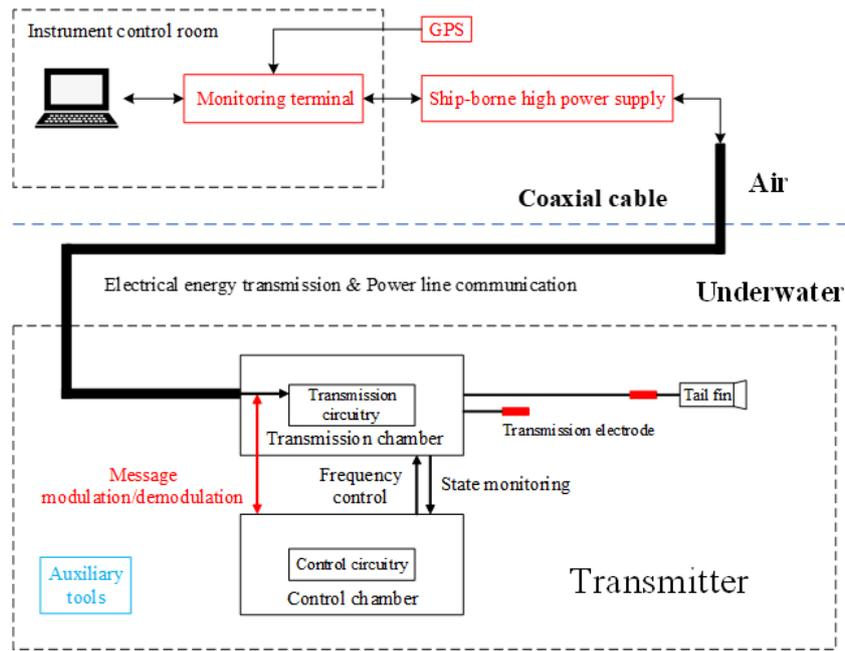 Instrument control room
GPS
Monitoring terminal
Ship-borne high power supply
Coaxial cable
Air
Electrical energy transmission & Power line communication
Underwater
Transmission
circuitry
Transmission chamber
Tail fin
Transmission electrode
Message
modulation/demodulation
Frequency
control
State monitoring
Control circuitry
Control chamber
Auxiliary
tools
Transmitter